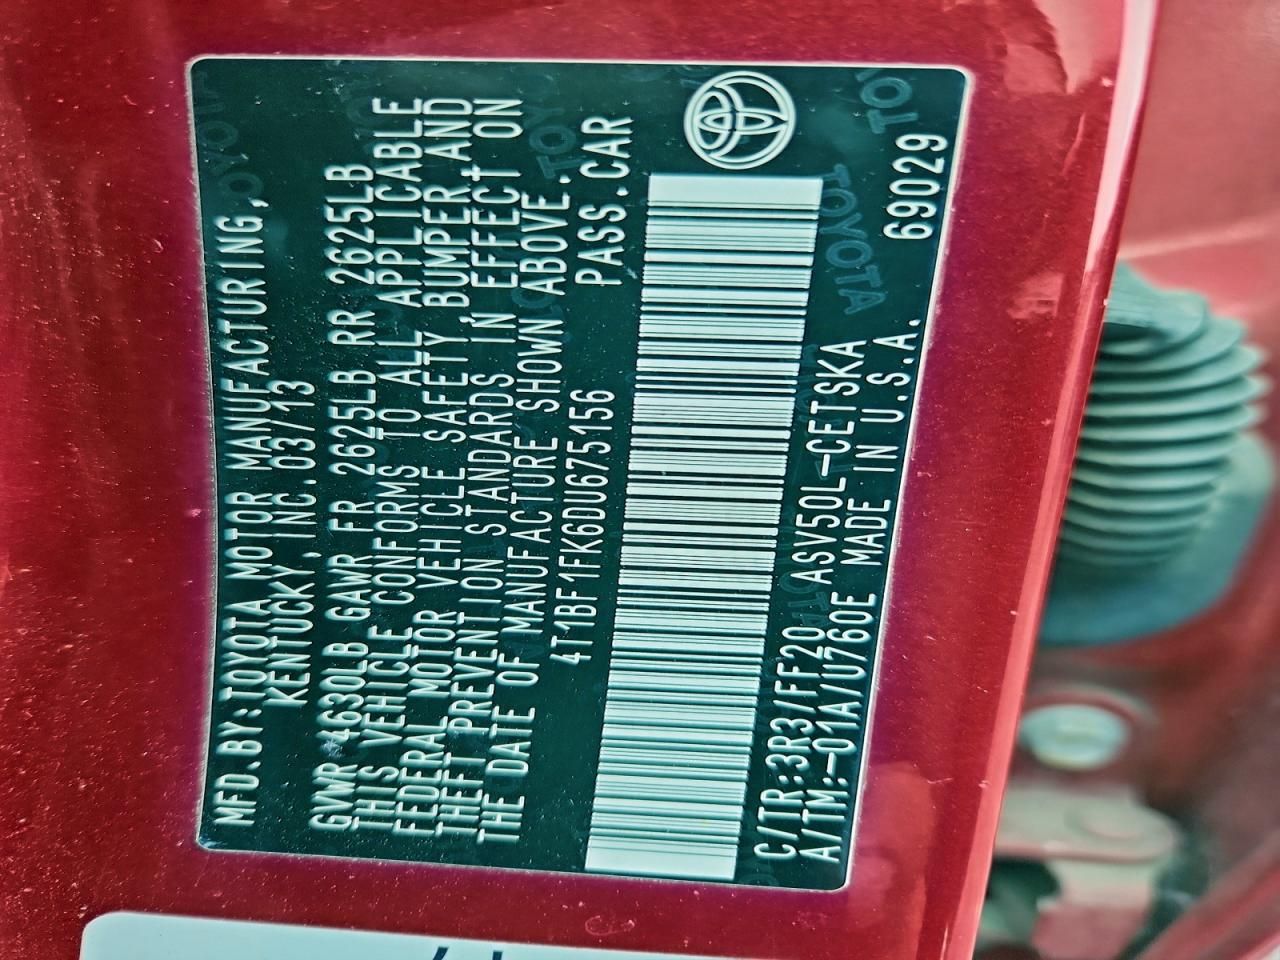 MFD.BY:TOYOTA MOTOR MANUFACTURING,
KENTUCKY, INC.03/13
GVWR 4630LB GAWR FR 2625LB RR 2625LB
THIS VEHICLE CONFORMS TO ALL APPLICABLE
FEDERAL MOTOR VEHICLE SAFETY BUMPER AND
THEFT PREVENTION STANDARDS IN EFFECT ON
THE DATE OF MANUFACTURE SHOWN ABOVE.
4T1BF1FK6DU675156 PASS.CAR
C/TR:3R3/FF20 ASV50L-CETSKA
A/TM:-01A/U760E MADE IN U.S.A.
69029
TOYOTA